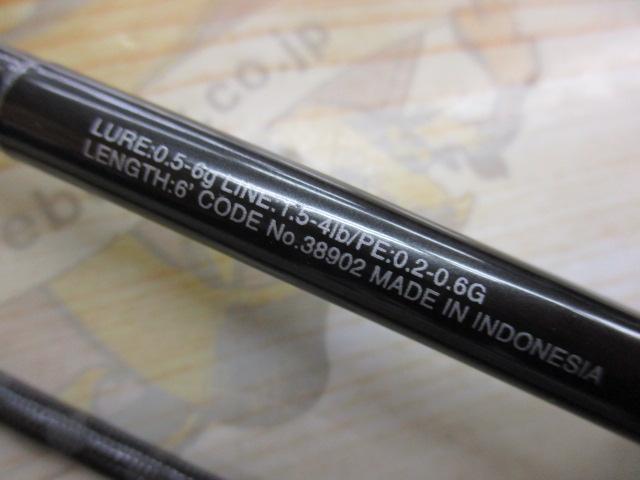 LURE:0.5-6g LINE:1.5-4lb/PE:0.2-0.6G
LENGTH:6' CODE No.38902 MADE IN INDONESIA